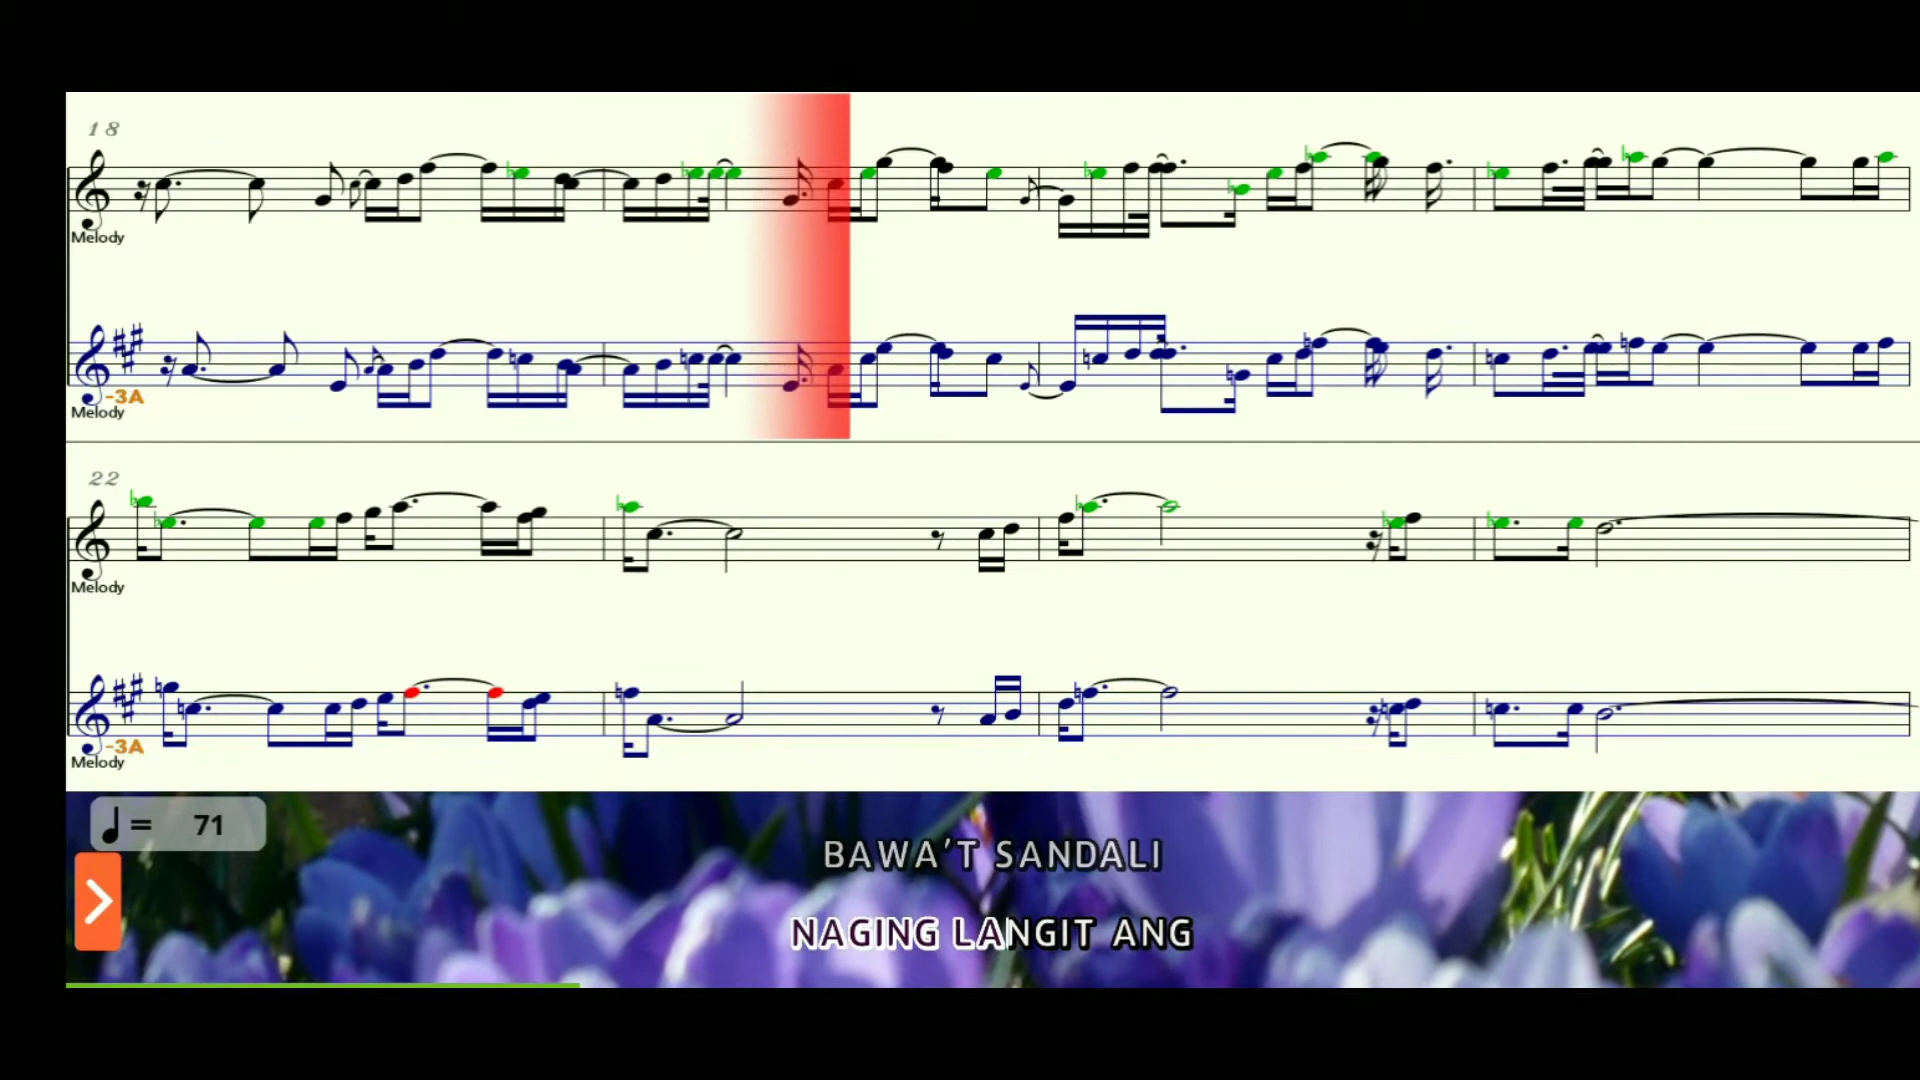 18
Melody
-3A
Melody
22
Melody
-3A
Melody
= 71
BAWA'T SANDALI
NAGING LANGIT ANG